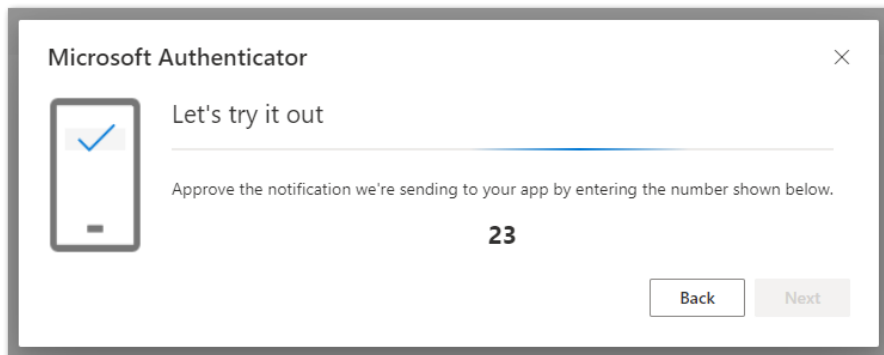 Microsoft Authenticator
Let's try it out
Approve the notification we're sending to your app by entering the number shown below.
23
Back
Next